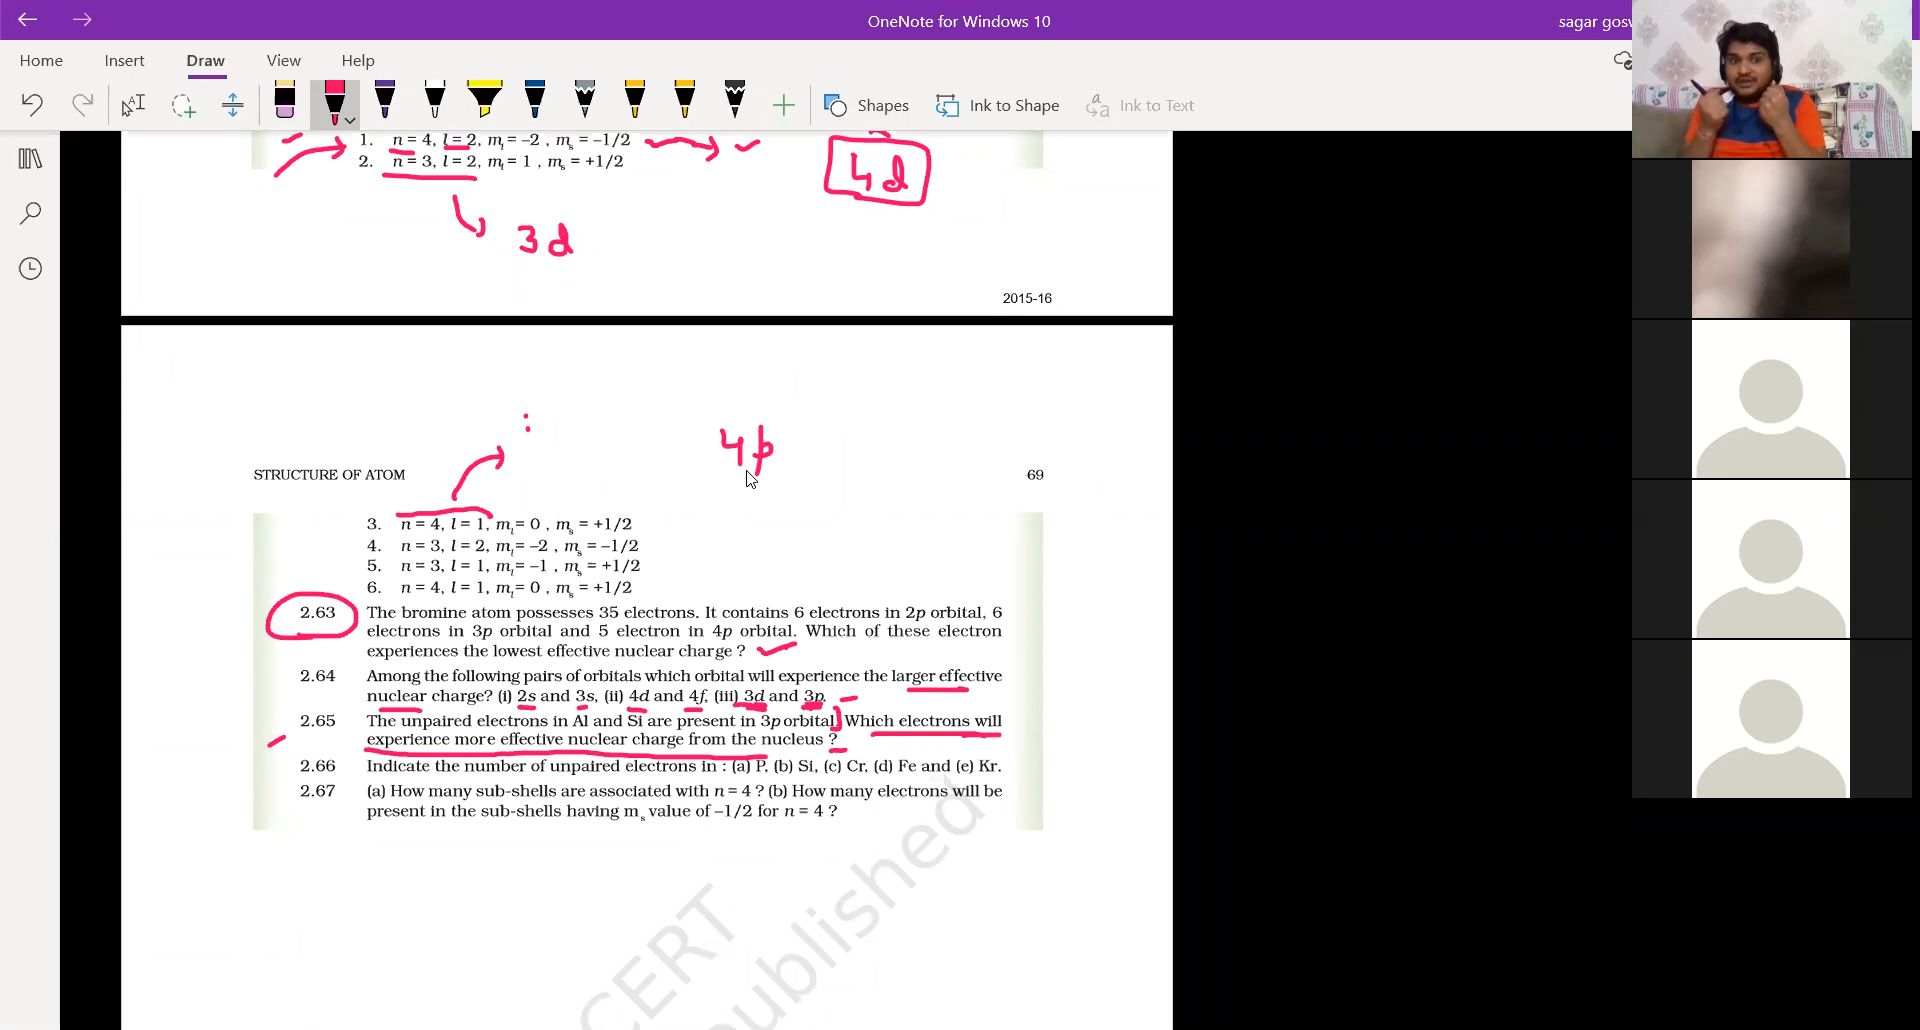 OneNote for Windows 10
sagar gosw
Home Insert Draw View Help
Shapes Ink to Shape Ink to Text
1. n = 4, l = 2, mₗ = –2 , mₛ = –1/2
2. n = 3, l = 2, mₗ = 1 , mₛ = +1/2
4d
3d
2015-16
:
4p
STRUCTURE OF ATOM 69
3. n = 4, l = 1, mₗ = 0 , mₛ = +1/2
4. n = 3, l = 2, mₗ = –2 , mₛ = –1/2
5. n = 3, l = 1, mₗ = –1 , mₛ = +1/2
6. n = 4, l = 1, mₗ = 0 , mₛ = +1/2
2.63 The bromine atom possesses 35 electrons. It contains 6 electrons in 2p orbital, 6
electrons in 3p orbital and 5 electron in 4p orbital. Which of these electron
experiences the lowest effective nuclear charge ?
2.64 Among the following pairs of orbitals which orbital will experience the larger effective
nuclear charge? (i) 2s and 3s, (ii) 4d and 4f, (iii) 3d and 3p.
2.65 The unpaired electrons in Al and Si are present in 3p orbital. Which electrons will
experience more effective nuclear charge from the nucleus ?
2.66 Indicate the number of unpaired electrons in : (a) P, (b) Si, (c) Cr, (d) Fe and (e) Kr.
2.67 (a) How many sub-shells are associated with n = 4 ? (b) How many electrons will be
present in the sub-shells having mₛ value of –1/2 for n = 4 ?
CERT
published